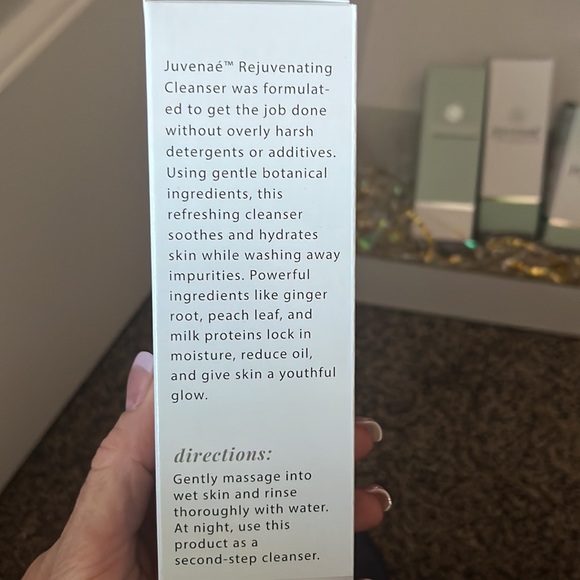 Juvenaé™ Rejuvenating
Cleanser was formulat-
ed to get the job done
without overly harsh
detergents or additives.
Using gentle botanical
ingredients, this
refreshing cleanser
soothes and hydrates
skin while washing away
impurities. Powerful
ingredients like ginger
root, peach leaf, and
milk proteins lock in
moisture, reduce oil,
and give skin a youthful
glow.
directions:
Gently massage into
wet skin and rinse
thoroughly with water.
At night, use this
product as a
second-step cleanser.